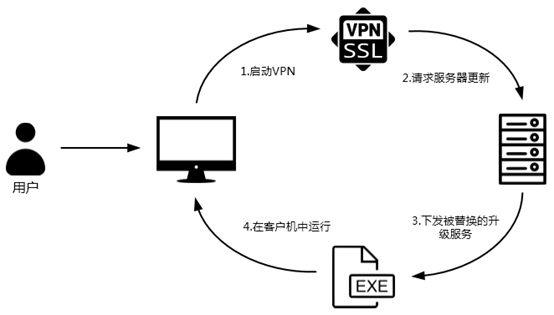 VPN
SSL
1.启动VPN
2.请求服务器更新
用户
3.下发被替换的升
级服务
4.在客户机中运行
EXE